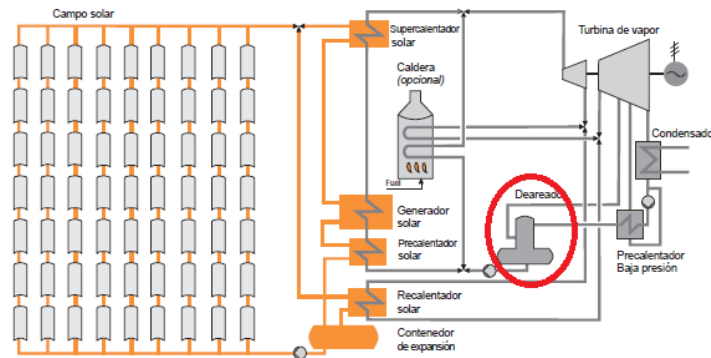 Campo solar
Supercalentador
solar
Turbina de vapor
Caldera
(opcional)
Condensado
Fuel
Deareado
Generador
solar
Precalentador
solar
Precalentador
Baja presión
Recalentador
solar
Contenedor
de expansión